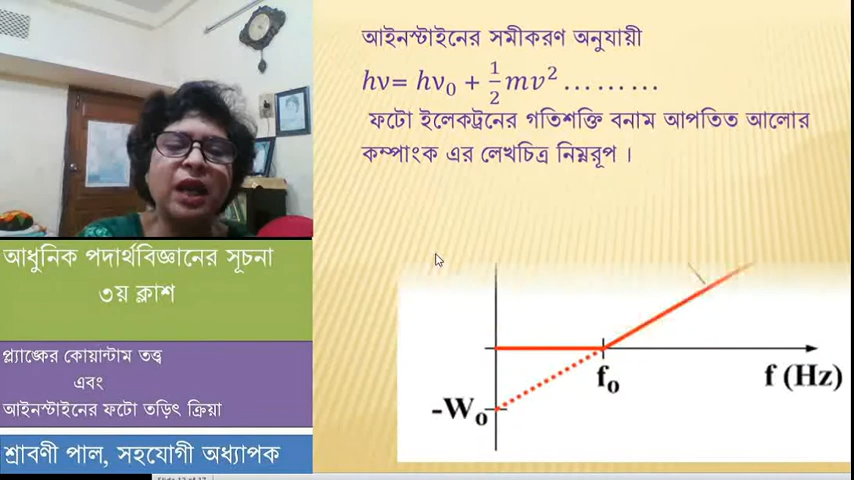 আইনস্টাইনের সমীকরণ অনুযায়ী
hν= hν₀ + 1/2 mv² ………
ফটো ইলেকট্রনের গতিশক্তি বনাম আপতিত আলোর
কম্পাংক এর লেখচিত্র নিম্নরূপ ।
আধুনিক পদার্থবিজ্ঞানের সূচনা
৩য় ক্লাশ
প্ল্যাঙ্কের কোয়ান্টাম তত্ত্ব
এবং
আইনস্টাইনের ফটো তড়িৎ ক্রিয়া
শ্রাবণী পাল, সহযোগী অধ্যাপক
f₀
f (Hz)
-W₀